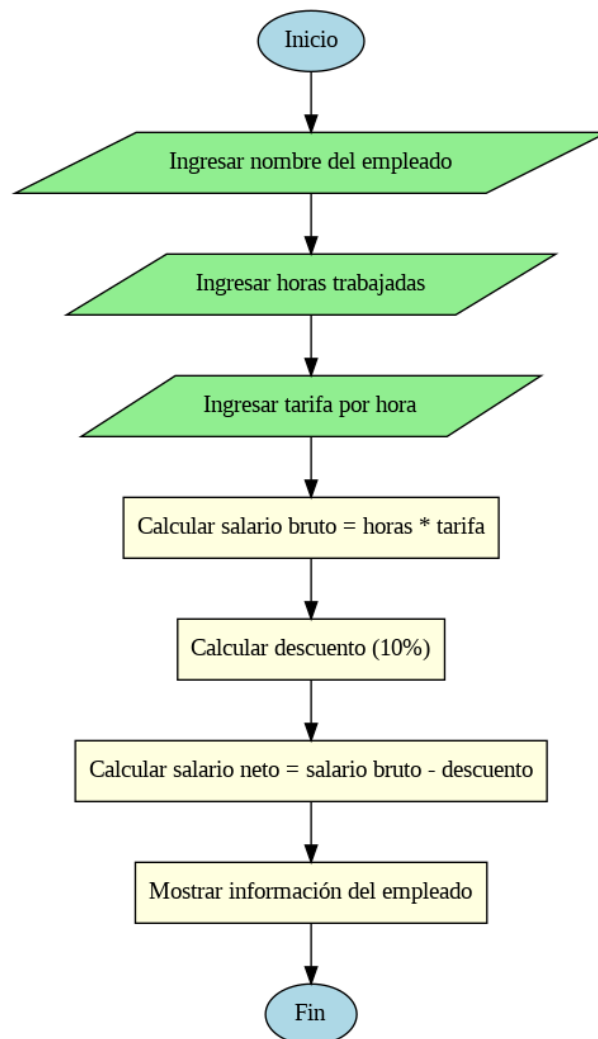 Inicio
Ingresar nombre del empleado
Ingresar horas trabajadas
Ingresar tarifa por hora
Calcular salario bruto = horas * tarifa
Calcular descuento (10%)
Calcular salario neto = salario bruto - descuento
Mostrar información del empleado
Fin